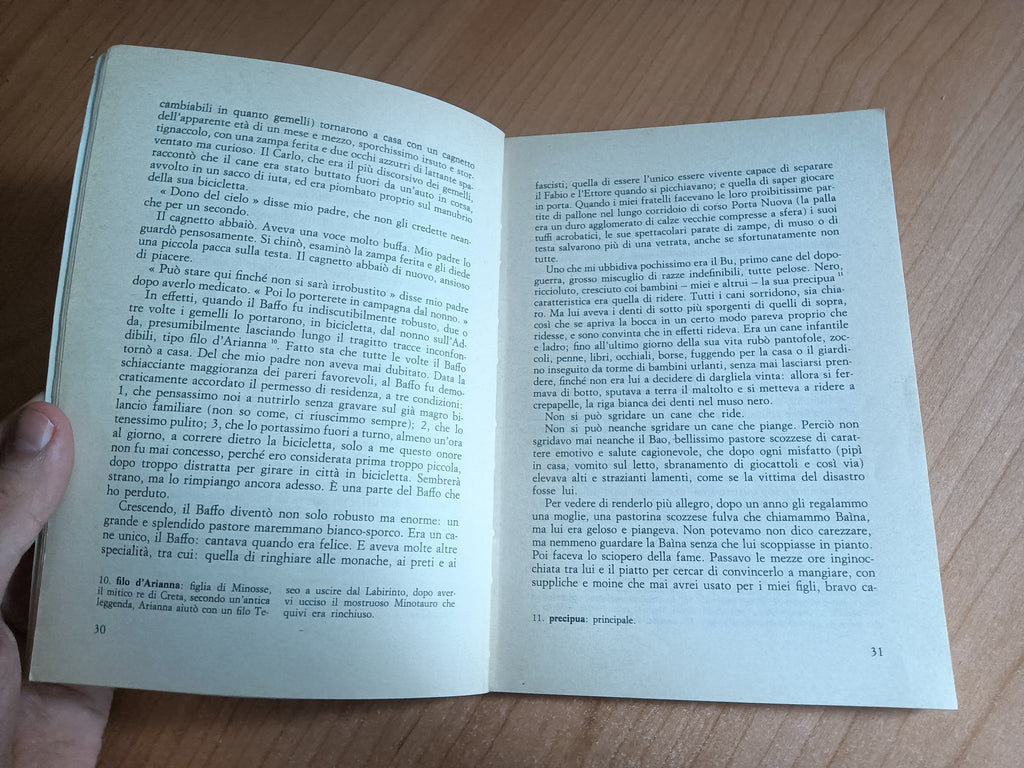 cambiabili in quanto gemelli) tornarono a casa con un cagnetto
dell'apparente età di un mese e mezzo, sporchissimo irsuto e stor-
tignaccolo, con una zampa ferita e due occhi azzurri di lattante spa-
ventato ma curioso. Il Carlo, che era il più discorsivo dei gemelli,
raccontò che il cane era stato buttato fuori da un'auto in corsa,
avvolto in un sacco di iuta, ed era piombato proprio sul manubrio
della sua bicicletta.
« Dono del cielo » disse mio padre, che non gli credette nean-
che per un secondo.
Il cagnetto abbaiò. Aveva una voce molto buffa. Mio padre lo
guardò pensosamente. Si chinò, esaminò la zampa ferita e gli diede
una piccola pacca sulla testa. Il cagnetto abbaiò di nuovo, ansioso
di piacere.
« Può stare qui finché non si sarà irrobustito » disse mio padre
dopo averlo medicato. « Poi lo porterete in campagna dal nonno. »
In effetti, quando il Baffo fu indiscutibilmente robusto, due o
tre volte i gemelli lo portarono, in bicicletta, dal nonno sull'Ad-
da, presumibilmente lasciando lungo il tragitto tracce inconfon-
dibili, tipo filo d'Arianna 10. Fatto sta che tutte le volte il Baffo
tornò a casa. Del che mio padre non aveva mai dubitato. Data la
schiacciante maggioranza dei pareri favorevoli, al Baffo fu demo-
craticamente accordato il permesso di residenza, a tre condizioni:
1, che pensassimo noi a nutrirlo senza gravare sul già magro bi-
lancio familiare (non so come, ci riuscimmo sempre); 2, che lo
tenessimo pulito; 3, che lo portassimo fuori a turno, almeno un'ora
al giorno, a correre dietro la bicicletta, solo a me questo onore
non fu mai concesso, perché ero considerata prima troppo piccola,
dopo troppo distratta per girare in città in bicicletta. Sembrerà
strano, ma lo rimpiango ancora adesso. È una parte del Baffo che
ho perduto.
Crescendo, il Baffo diventò non solo robusto ma enorme: un
grande e splendido pastore maremmano bianco-sporco. Era un ca-
ne unico, il Baffo: cantava quando era felice. E aveva molte altre
specialità, tra cui: quella di ringhiare alle monache, ai preti e ai
10. filo d'Arianna: figlia di Minosse,
il mitico re di Creta, secondo un'antica
leggenda, Arianna aiutò con un filo Te-
seo a uscire dal Labirinto, dopo aver-
vi ucciso il mostruoso Minotauro che
quivi era rinchiuso.
30
fascisti; quella di essere l'unico essere vivente capace di separare
il Fabio e l'Ettore quando si picchiavano; e quella di saper giocare
in porta. Quando i miei fratelli facevano le loro proibitissime par-
tite di pallone nel lungo corridoio di corso Porta Nuova (la palla
era un duro agglomerato di calze vecchie compresse a sfera) i suoi
tuffi acrobatici, le sue spettacolari parate di zampe, di muso o di
testa salvarono più di una vetrata, anche se sfortunatamente non
tutte.
Uno che mi ubbidiva pochissimo era il Bu, primo cane del dopo-
guerra, grosso miscuglio di razze indefinibili, tutte pelose. Nero,
riccioluto, cresciuto coi bambini – miei e altrui – la sua precipua 11
caratteristica era quella di ridere. Tutti i cani sorridono, sia chia-
ro. Ma lui aveva i denti di sotto più sporgenti di quelli di sopra,
così che se apriva la bocca in un certo modo pareva proprio che
ridesse, e sono convinta che in effetti rideva. Era un cane infantile
e ladro; fino all'ultimo giorno della sua vita rubò pantofole, zoc-
coli, penne, libri, occhiali, borse, fuggendo per la casa o il giardi-
no inseguito da torme di bambini urlanti, senza mai lasciarsi pren-
dere, finché non era lui a decidere di dargliela vinta: allora si fer-
mava di botto, sputava a terra il maltolto e si metteva a ridere a
crepapelle, la riga bianca dei denti nel muso nero.
Non si può sgridare un cane che ride.
Non si può neanche sgridare un cane che piange. Perciò non
sgridavo mai neanche il Bao, bellissimo pastore scozzese di carat-
tere emotivo e salute cagionevole, che dopo ogni misfatto (pipì
in casa, vomito sul letto, sbranamento di giocattoli e così via)
elevava alti e strazianti lamenti, come se la vittima del disastro
fosse lui.
Per vedere di renderlo più allegro, dopo un anno gli regalammo
una moglie, una pastorina scozzese fulva che chiamammo Baìna,
ma lui era geloso e piangeva. Non potevamo non dico carezzare,
ma nemmeno guardare la Baìna senza che lui scoppiasse in pianto.
Poi faceva lo sciopero della fame. Passavo le mezze ore inginoc-
chiata tra lui e il piatto per cercar di convincerlo a mangiare, con
suppliche e moine che mai avrei usato per i miei figli, bravo ca-
11. precipua: principale.
31